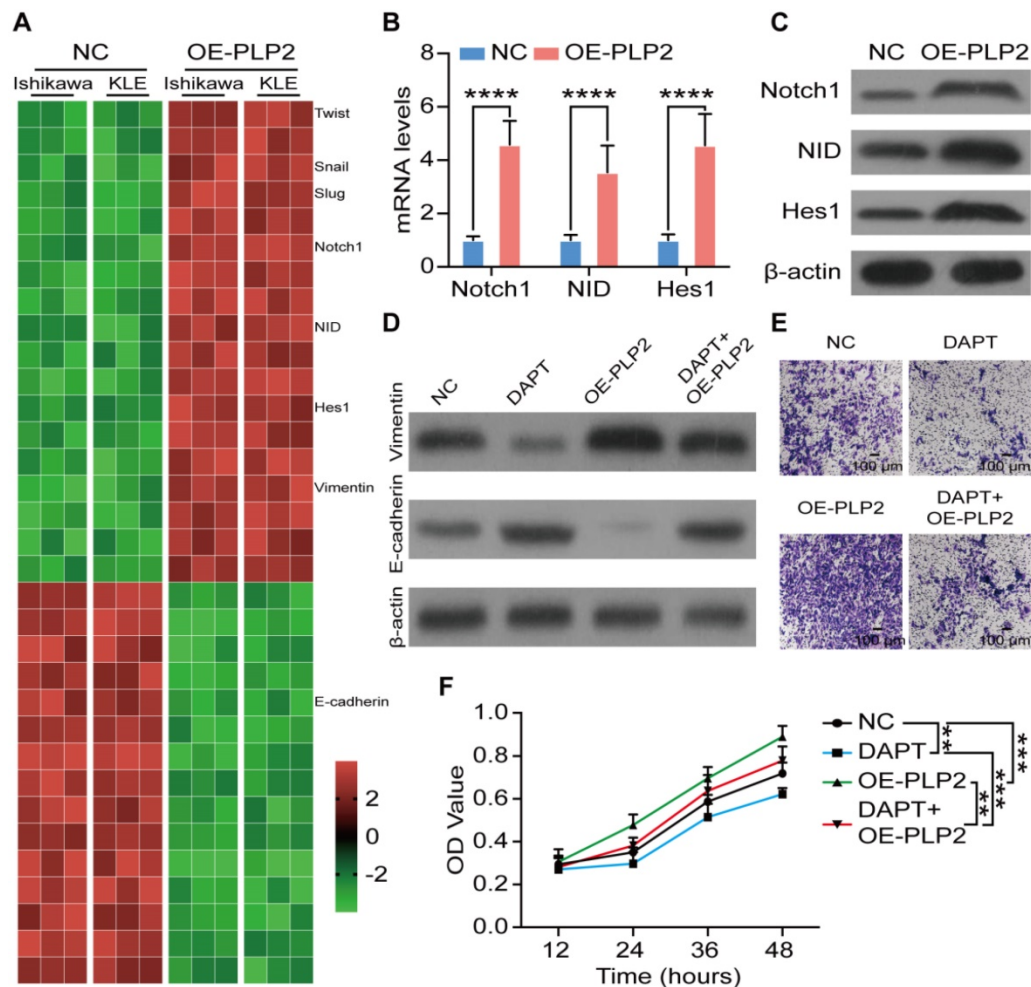 A
NC OE-PLP2
Ishikawa KLE Ishikawa KLE
Twist
Snail
Slug
Notch1
NID
Hes1
Vimentin
E-cadherin
2
0
-2
B
NC OE-PLP2
mRNA levels
8
6
4
2
0
**** **** ****
Notch1 NID Hes1
C
NC OE-PLP2
Notch1
NID
Hes1
β-actin
D
NC DAPT OE-PLP2 DAPT+
OE-PLP2
Vimentin
E-cadherin
β-actin
E
NC DAPT
100 μm 100 μm
OE-PLP2 DAPT+
OE-PLP2
100 μm 100 μm
F
OD Value
1.0
0.8
0.6
0.4
0.2
0.0
12 24 36 48
Time (hours)
NC
DAPT
OE-PLP2
DAPT+
OE-PLP2
**
***
**
***